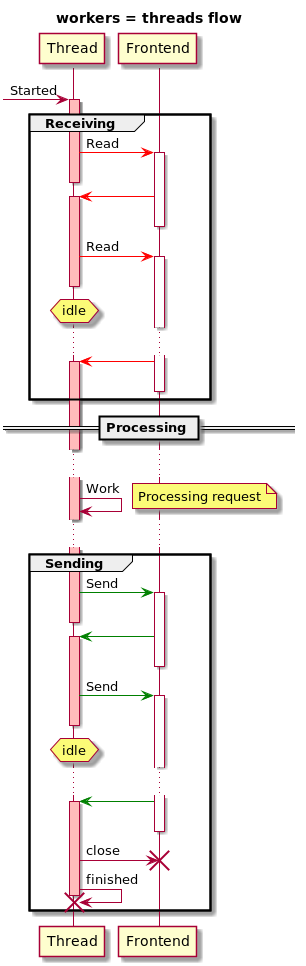 workers = threads flow
Thread Frontend
Started
Receiving
Read
Read
idle
Processing
Work
Processing request
Sending
Send
Send
idle
close
finished
Thread Frontend